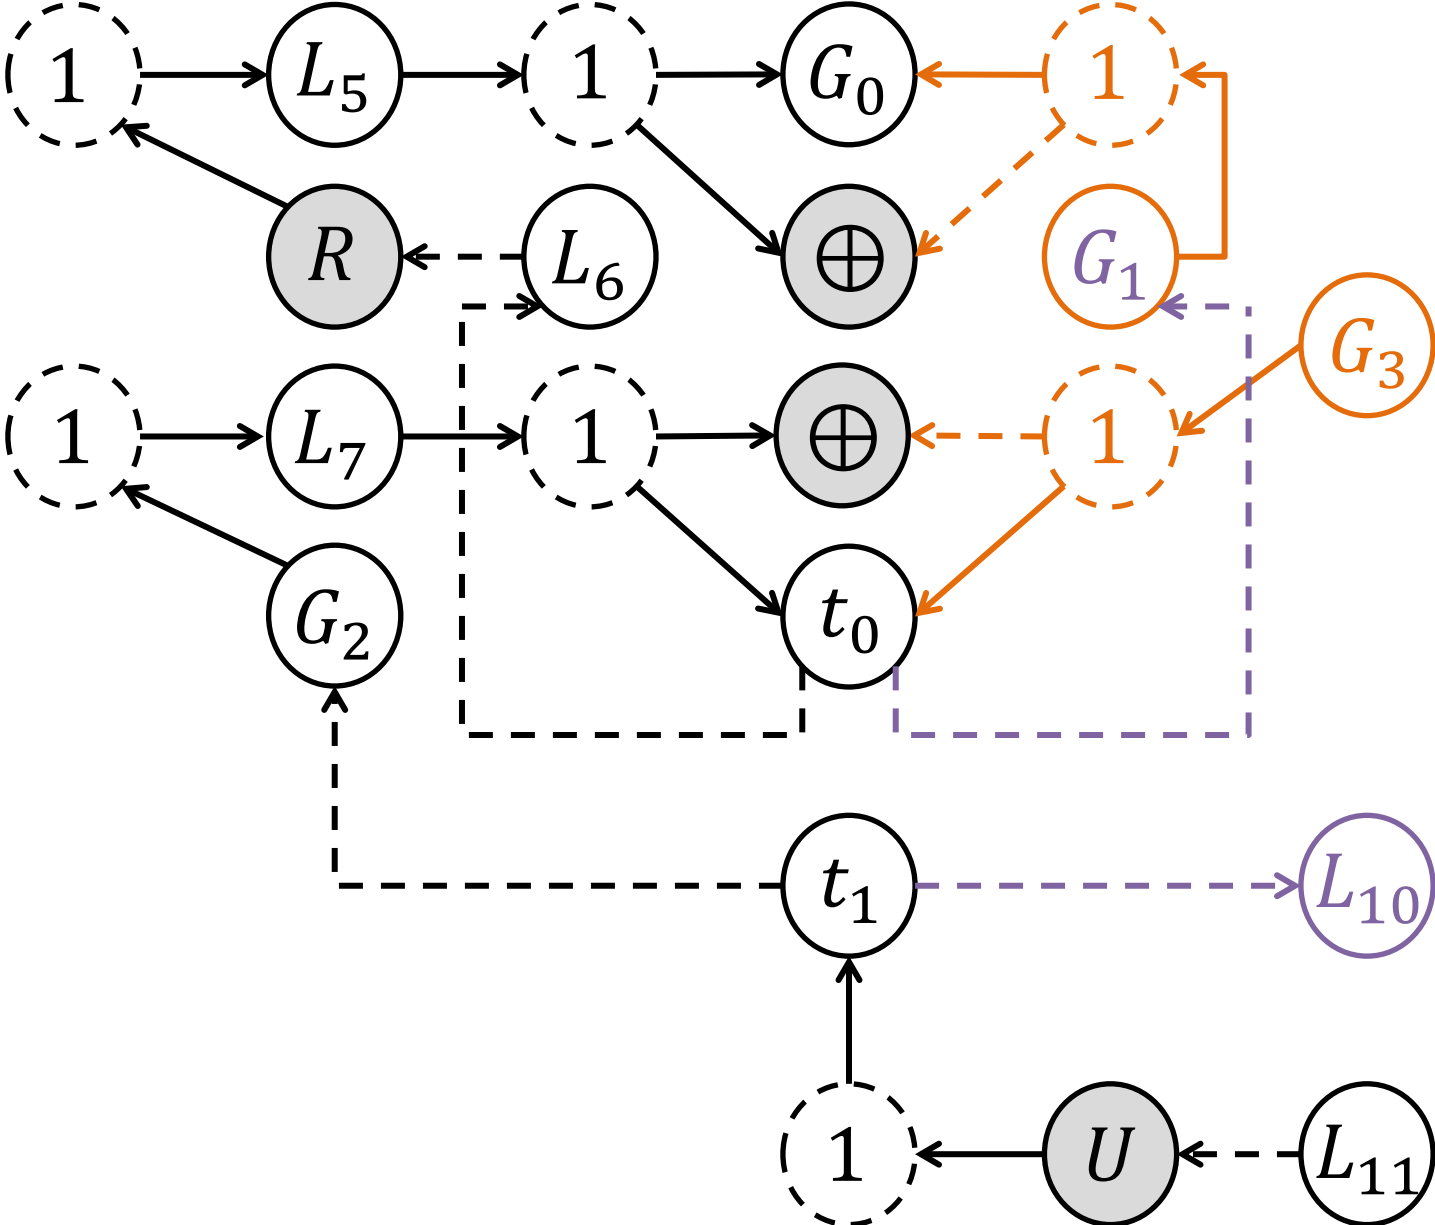 1 L₅ 1 G₀ 1
R L₆ ⊕ G₁
G₃
1 L₇ 1 ⊕ 1
G₂ t₀
t₁ L₁₀
1 U L₁₁